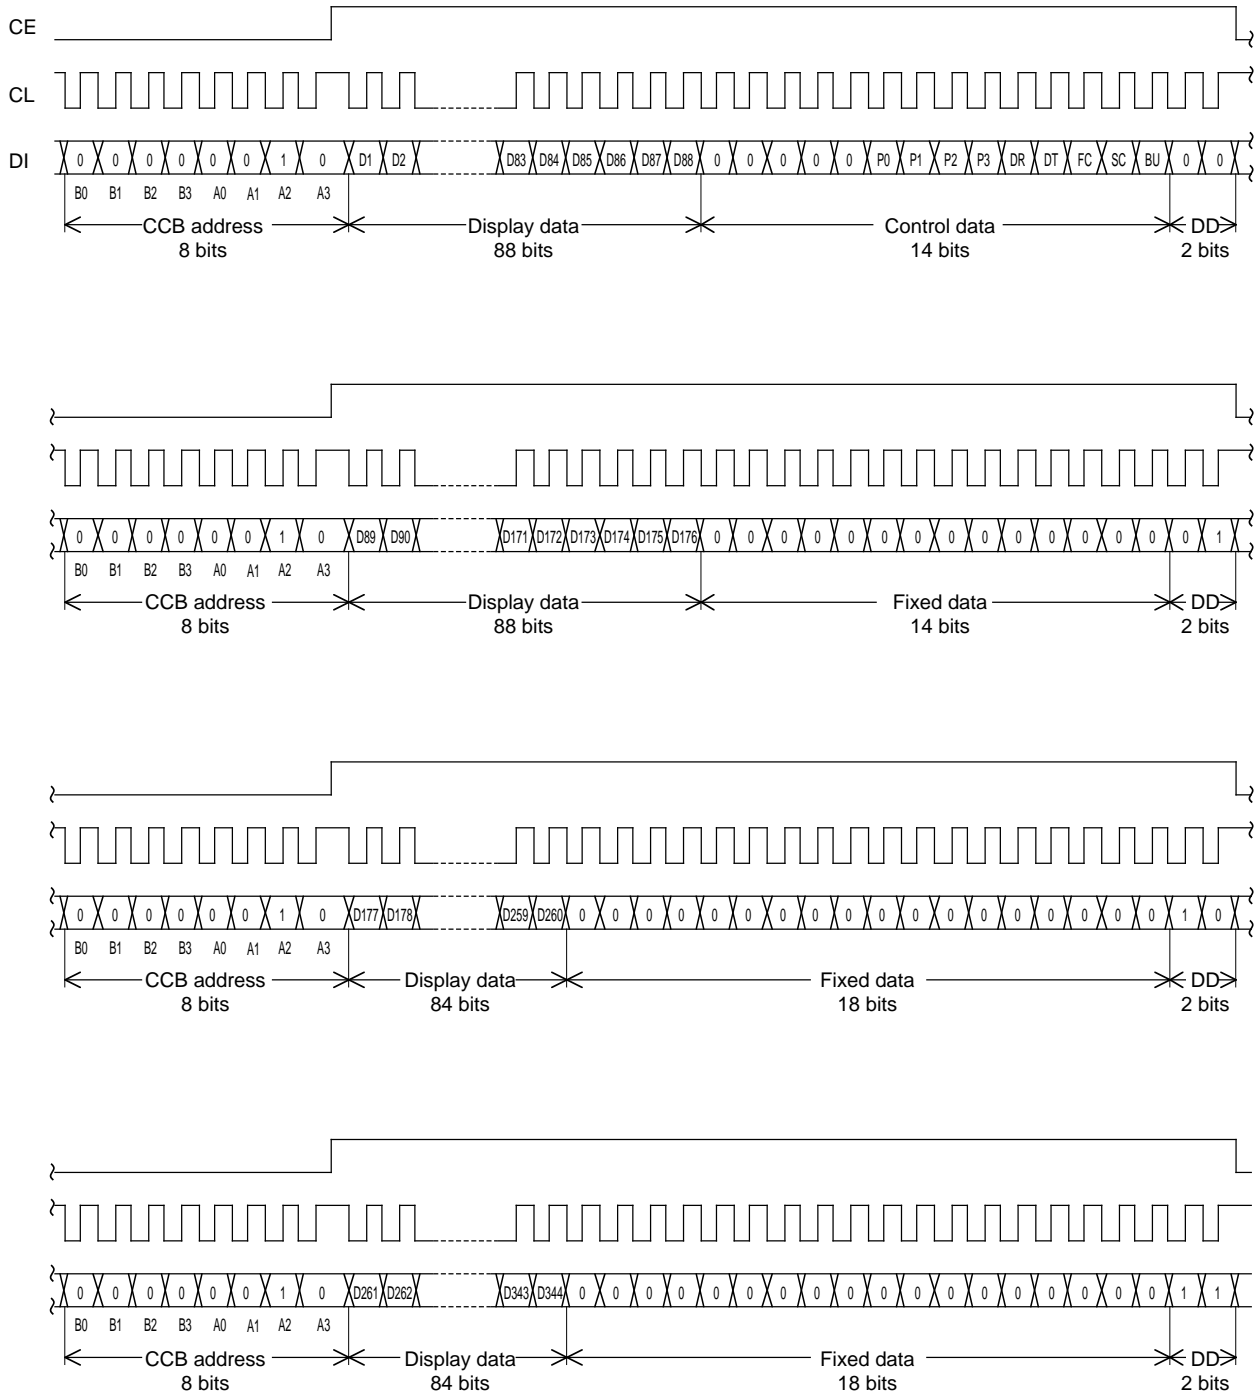 CE
CL
DI 0 0 0 0 0 0 1 0 D1 D2 D83 D84 D85 D86 D87 D88 0 0 0 0 0 P0 P1 P2 P3 DR DT FC SC BU 0 0
B0 B1 B2 B3 A0 A1 A2 A3
CCB address Display data Control data DD
8 bits 88 bits 14 bits 2 bits
0 0 0 0 0 0 1 0 D89 D90 D171 D172 D173 D174 D175 D176 0 0 0 0 0 0 0 0 0 0 0 0 0 0 0 1
B0 B1 B2 B3 A0 A1 A2 A3
CCB address Display data Fixed data DD
8 bits 88 bits 14 bits 2 bits
0 0 0 0 0 0 1 0 D177 D178 D259 D260 0 0 0 0 0 0 0 0 0 0 0 0 0 0 0 0 0 0 1 0
B0 B1 B2 B3 A0 A1 A2 A3
CCB address Display data Fixed data DD
8 bits 84 bits 18 bits 2 bits
0 0 0 0 0 0 1 0 D261 D262 D343 D344 0 0 0 0 0 0 0 0 0 0 0 0 0 0 0 0 0 0 1 1
B0 B1 B2 B3 A0 A1 A2 A3
CCB address Display data Fixed data DD
8 bits 84 bits 18 bits 2 bits